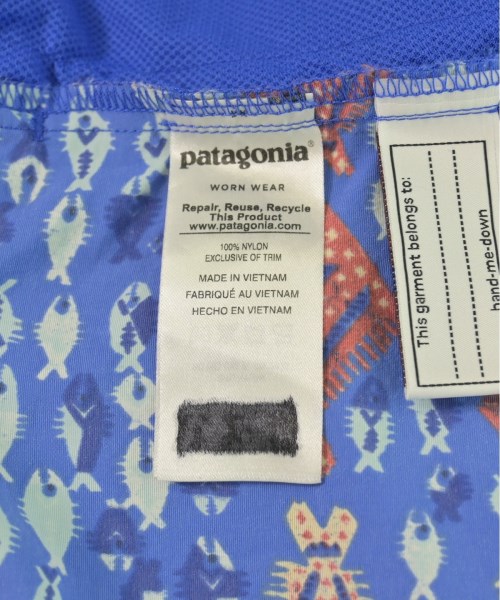 patagonia®
WORN WEAR
Repair, Reuse, Recycle
This Product
www.patagonia.com
100% NYLON
EXCLUSIVE OF TRIM
MADE IN VIETNAM
FABRIQUÉ AU VIETNAM
HECHO EN VIETNAM
This garment belongs to:
hand-me-down